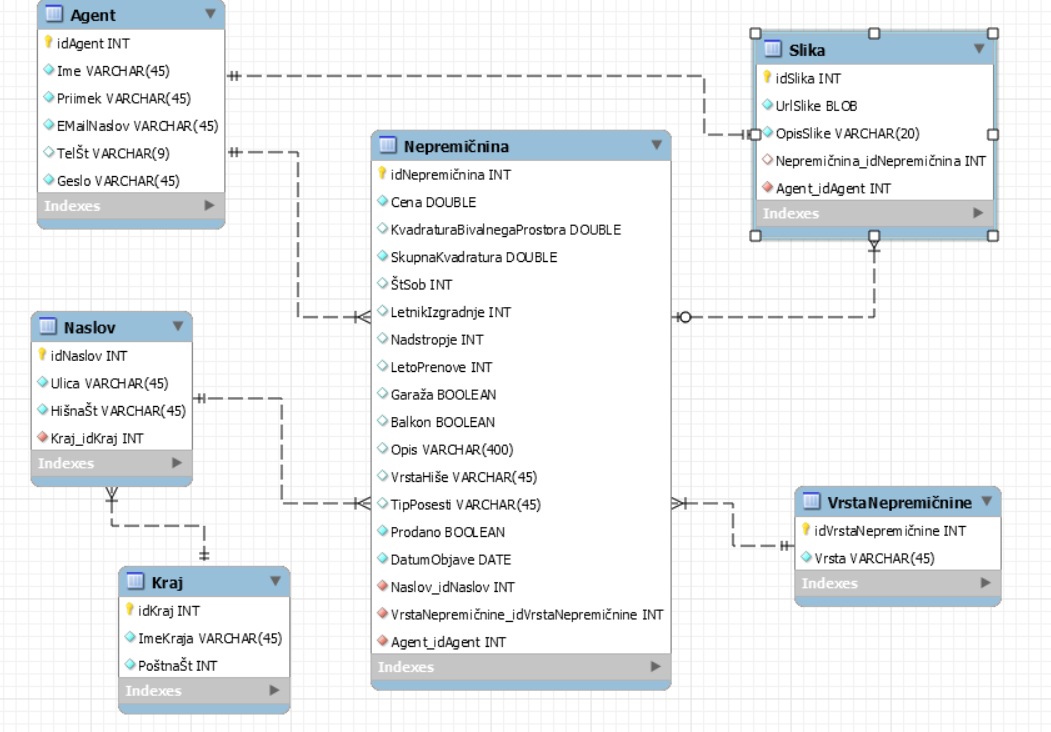 Agent
idAgent INT
Ime VARCHAR(45)
Priimek VARCHAR(45)
EMailNaslov VARCHAR(45)
TelŠt VARCHAR(9)
Geslo VARCHAR(45)
Indexes
Slika
idSlika INT
UrlSlike BLOB
OpisSlike VARCHAR(20)
Nepremičnina_idNepremičnina INT
Agent_idAgent INT
Indexes
Nepremičnina
idNepremičnina INT
Cena DOUBLE
KvadraturaBivalnegaProstora DOUBLE
SkupnaKvadratura DOUBLE
ŠtSob INT
LetnikIzgradnje INT
Nadstropje INT
LetoPrenove INT
Garaža BOOLEAN
Balkon BOOLEAN
Opis VARCHAR(400)
VrstaHiše VARCHAR(45)
TipPosesti VARCHAR(45)
Prodano BOOLEAN
DatumObjave DATE
Naslov_idNaslov INT
VrstaNepremičnine_idVrstaNepremičnine INT
Agent_idAgent INT
Indexes
Naslov
idNaslov INT
Ulica VARCHAR(45)
HišnaŠt VARCHAR(45)
Kraj_idKraj INT
Indexes
VrstaNepremičnine
idVrstaNepremičnine INT
Vrsta VARCHAR(45)
Indexes
Kraj
idKraj INT
ImeKraja VARCHAR(45)
PoštnaŠt INT
Indexes